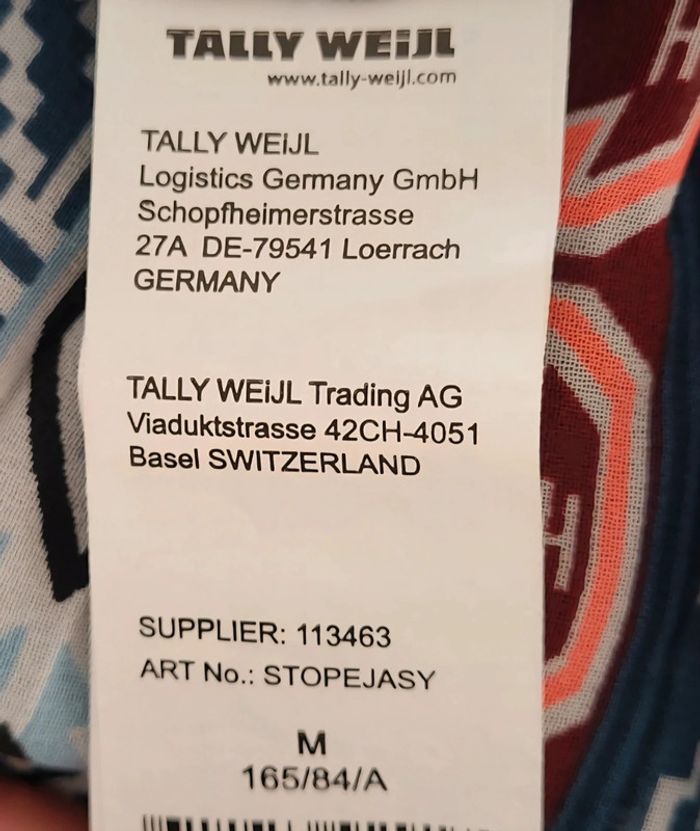 TALLY WEiJL
www.tally-weijl.com
TALLY WEiJL
Logistics Germany GmbH
Schopfheimerstrasse
27A DE-79541 Loerrach
GERMANY
TALLY WEiJL Trading AG
Viaduktstrasse 42CH-4051
Basel SWITZERLAND
SUPPLIER: 113463
ART No.: STOPEJASY
M
165/84/A